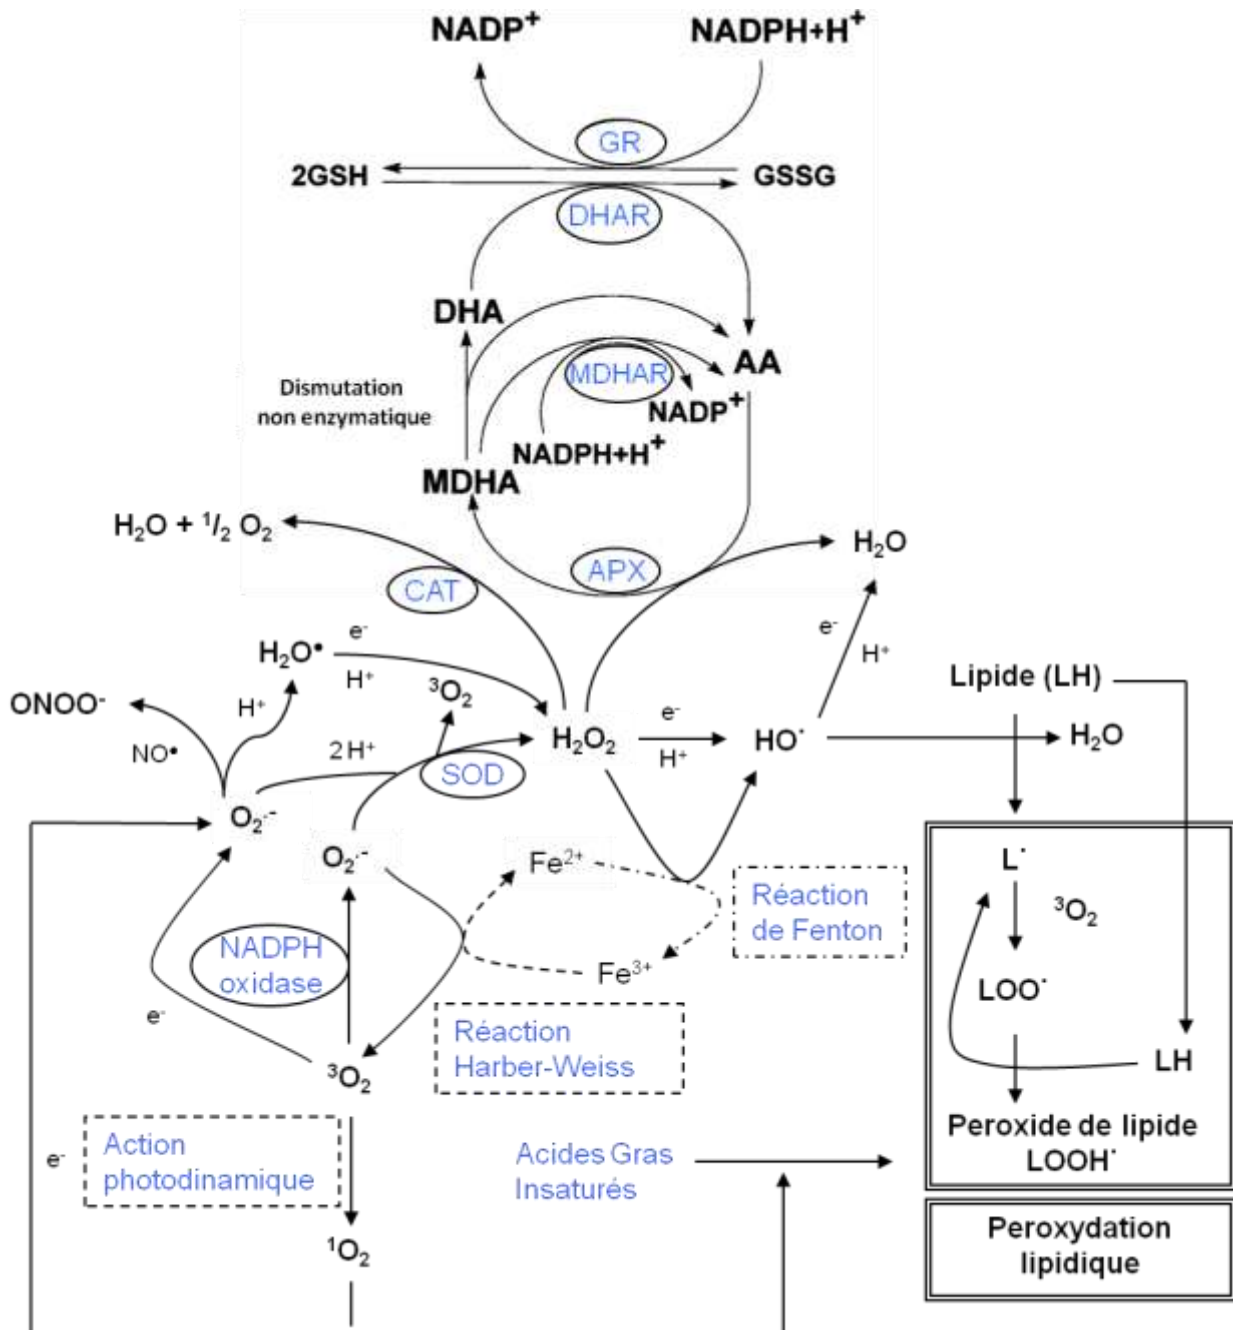 NADP⁺
NADPH+H⁺
GR
2GSH
GSSG
DHAR
DHA
AA
MDHAR
Dismutation
non enzymatique
NADP⁺
NADPH+H⁺
MDHA
H₂O + ¹/₂ O₂
H₂O
APX
CAT
e⁻
H⁺
H₂O•
e⁻
H⁺
³O₂
Lipide (LH)
ONOO⁻
H⁺
NO•
2H⁺
H₂O₂
e⁻
H⁺
HO·
H₂O
SOD
O₂·⁻
O₂·⁻
Fe²⁺
Réaction
de Fenton
L·
³O₂
NADPH
oxidase
Fe³⁺
LOO·
e⁻
Réaction
Harber-Weiss
³O₂
LH
Action
photodinamique
e⁻
Acides Gras
Insaturés
Peroxide de lipide
LOOH·
¹O₂
Peroxydation
lipidique